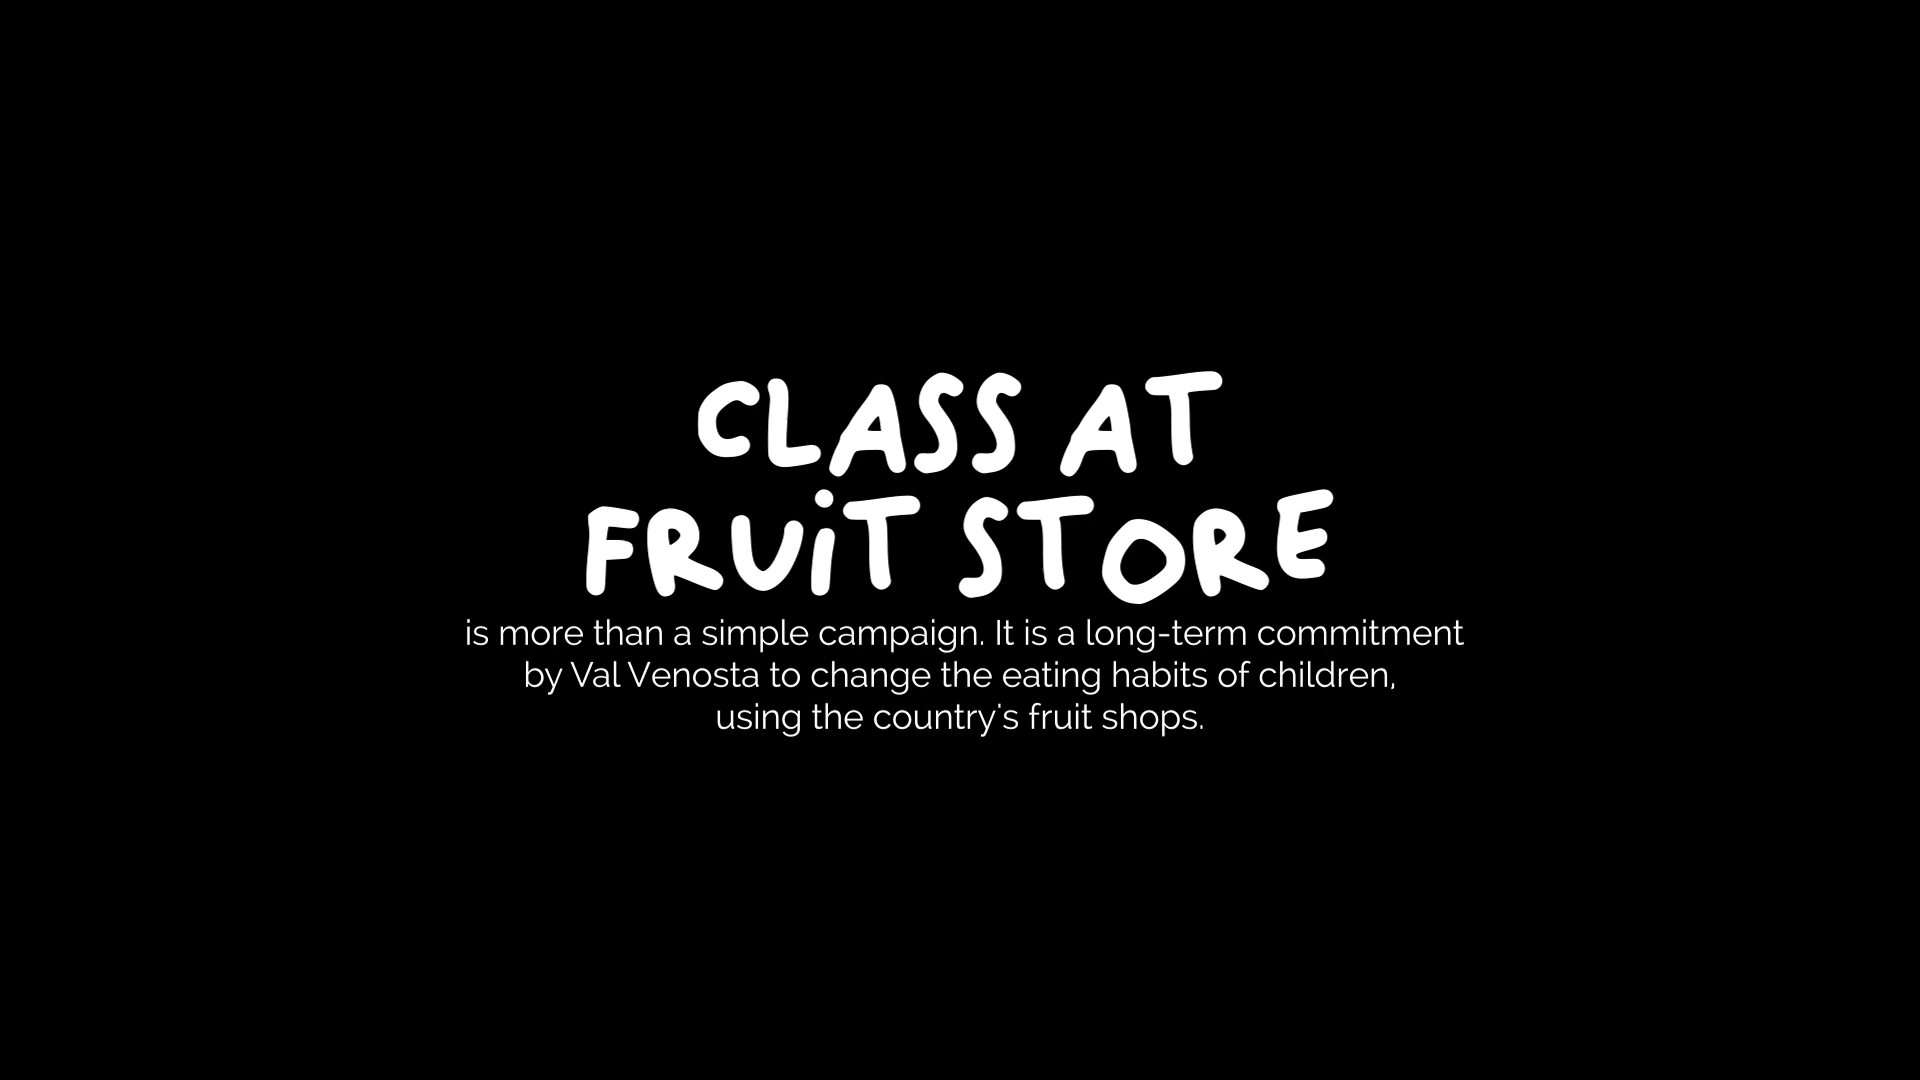 CLASS AT
FRUiT STORE
is more than a simple campaign. It is a long-term commitment
by Val Venosta to change the eating habits of children,
using the country's fruit shops.